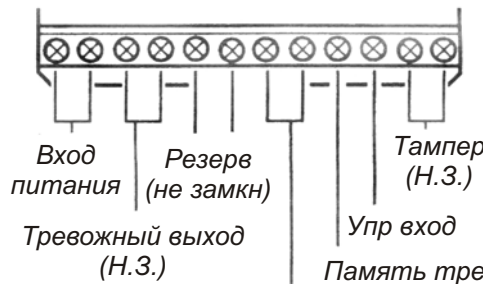 Вход
питания
Резерв
(не замкн)
Тампер
(Н.З.)
Тревожный выход
(Н.З.)
Упр вход
Память тре